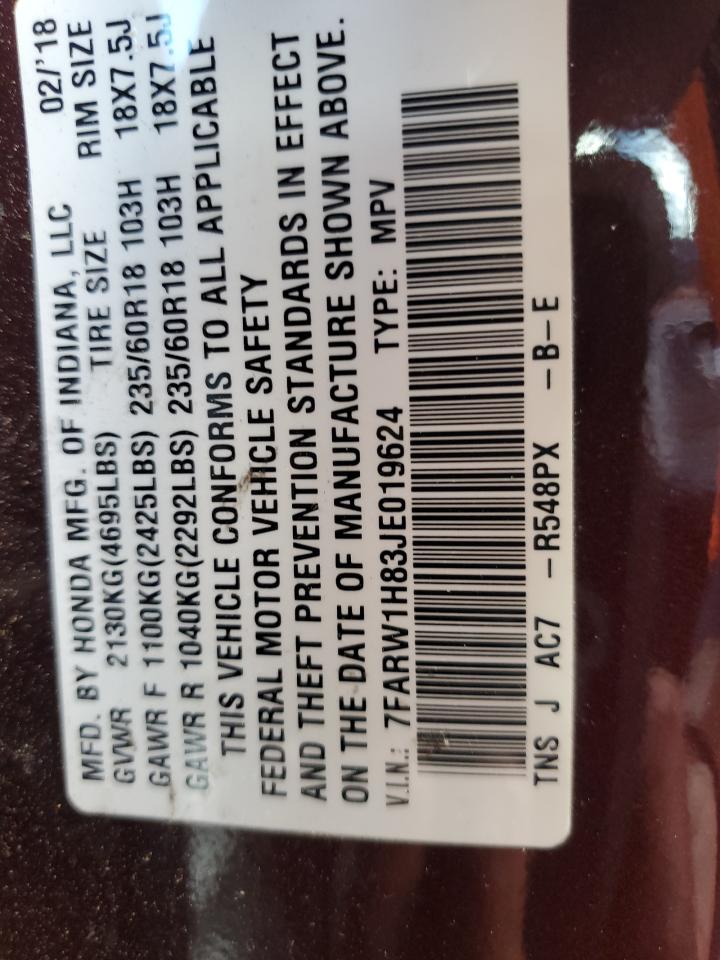 MFD. BY HONDA MFG. OF INDIANA, LLC 02/'18
GVWR 2130KG(4695LBS) TIRE SIZE RIM SIZE
GAWR F 1100KG(2425LBS) 235/60R18 103H 18X7.5J
GAWR R 1040KG(2292LBS) 235/60R18 103H 18X7.5J
THIS VEHICLE CONFORMS TO ALL APPLICABLE
FEDERAL MOTOR VEHICLE SAFETY
AND THEFT PREVENTION STANDARDS IN EFFECT
ON THE DATE OF MANUFACTURE SHOWN ABOVE.
V.I.N.: 7FARW1H83JE019624 TYPE: MPV
TNS J AC7 -R548PX -B-E